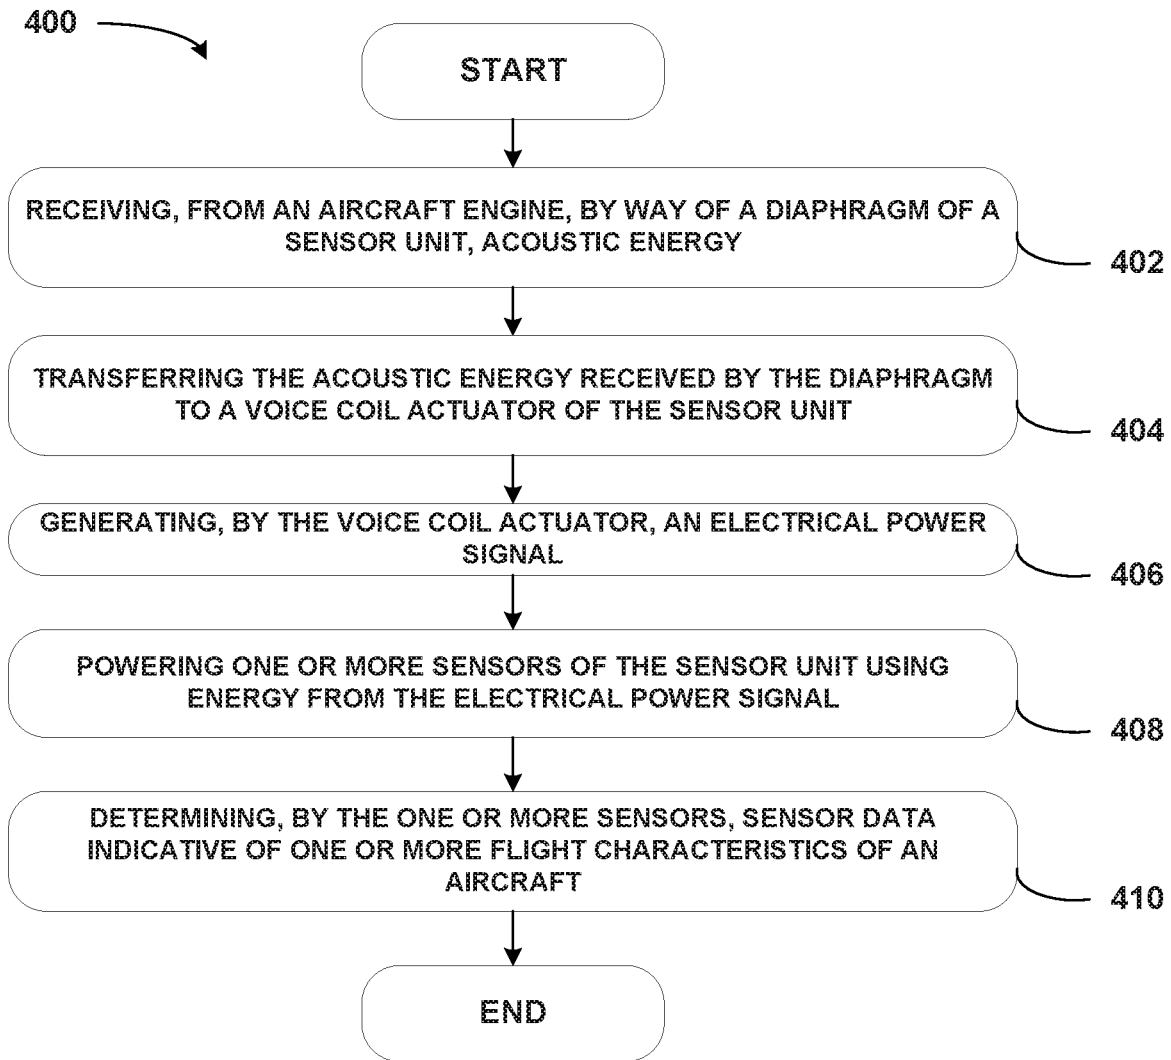 400
START
RECEIVING, FROM AN AIRCRAFT ENGINE, BY WAY OF A DIAPHRAGM OF A
SENSOR UNIT, ACOUSTIC ENERGY
402
TRANSFERRING THE ACOUSTIC ENERGY RECEIVED BY THE DIAPHRAGM
TO A VOICE COIL ACTUATOR OF THE SENSOR UNIT
404
GENERATING, BY THE VOICE COIL ACTUATOR, AN ELECTRICAL POWER
SIGNAL
406
POWERING ONE OR MORE SENSORS OF THE SENSOR UNIT USING
ENERGY FROM THE ELECTRICAL POWER SIGNAL
408
DETERMINING, BY THE ONE OR MORE SENSORS, SENSOR DATA
INDICATIVE OF ONE OR MORE FLIGHT CHARACTERISTICS OF AN
AIRCRAFT
410
END